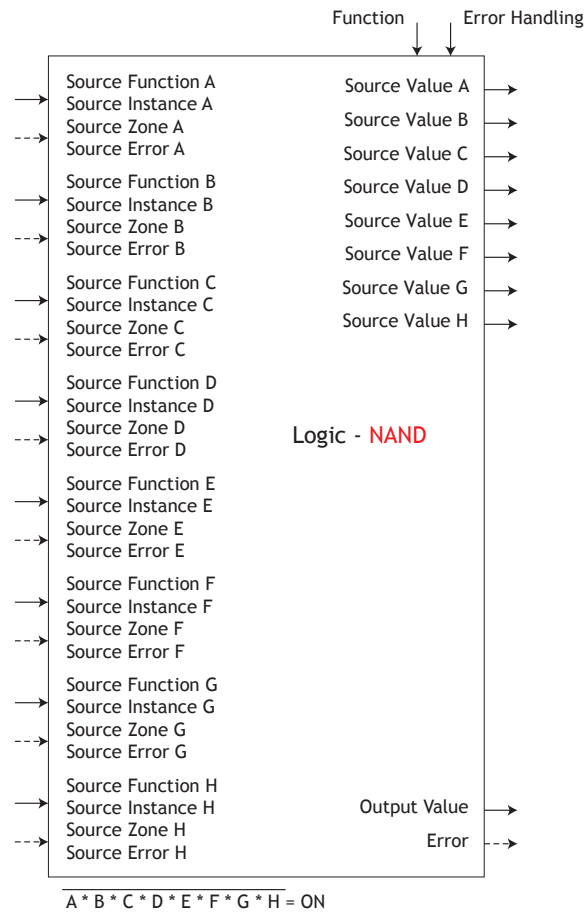 Function Error Handling
Source Function A
Source Instance A
Source Zone A
Source Error A
Source Function B
Source Instance B
Source Zone B
Source Error B
Source Function C
Source Instance C
Source Zone C
Source Error C
Source Function D
Source Instance D
Source Zone D
Source Error D
Source Function E
Source Instance E
Source Zone E
Source Error E
Source Function F
Source Instance F
Source Zone F
Source Error F
Source Function G
Source Instance G
Source Zone G
Source Error G
Source Function H
Source Instance H
Source Zone H
Source Error H
Source Value A
Source Value B
Source Value C
Source Value D
Source Value E
Source Value F
Source Value G
Source Value H
Logic - NAND
Output Value
Error
A * B * C * D * E * F * G * H = ON